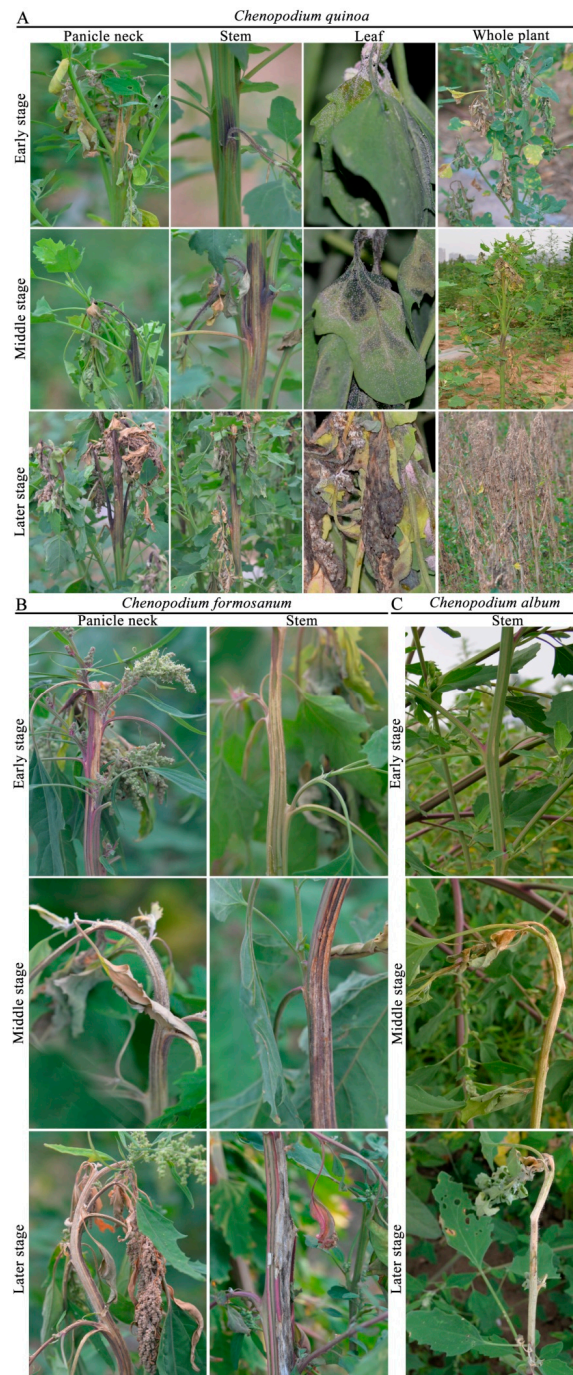 A
Chenopodium quinoa
Panicle neck Stem Leaf Whole plant
Early stage
Middle stage
Later stage
B
Chenopodium formosanum
Panicle neck Stem
Early stage
Middle stage
Later stage
C
Chenopodium album
Stem
Early stage
Middle stage
Later stage